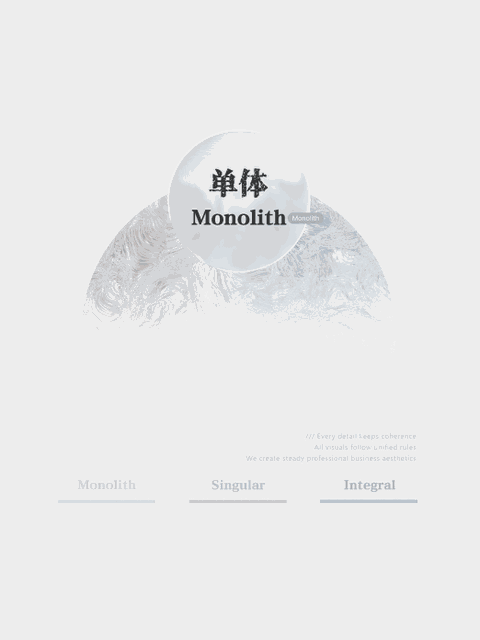 单体
Monolith
Monolith
/// Every detail keeps coherence
All visuals follow unified rules
We create steady professional business aesthetics
Monolith
Singular
Integral